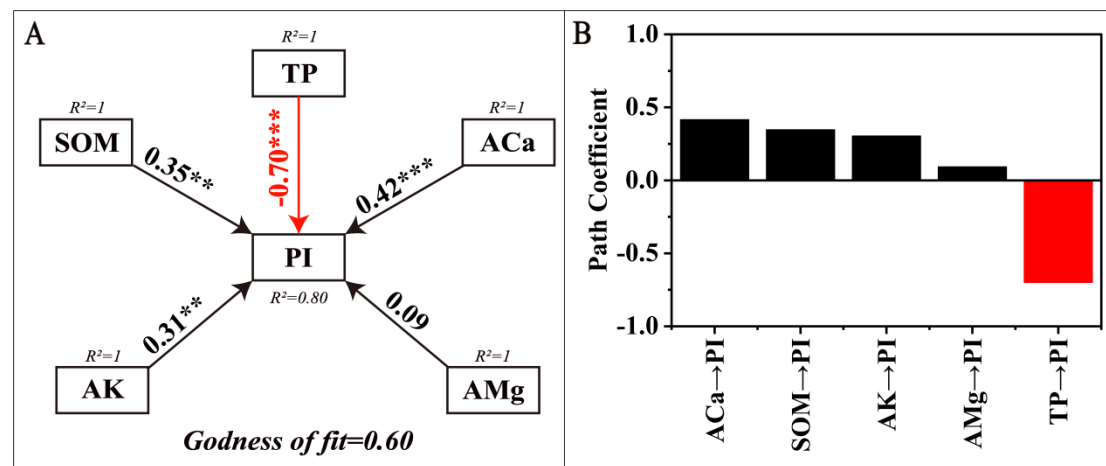 A
R²=1
TP
R²=1
SOM
R²=1
ACa
0.35**
-0.70***
0.42***
PI
R²=0.80
0.31**
0.09
R²=1
AK
R²=1
AMg
Godness of fit=0.60
B
1.0
0.5
0.0
-0.5
-1.0
Path Coefficient
ACa→PI
SOM→PI
AK→PI
AMg→PI
TP→PI